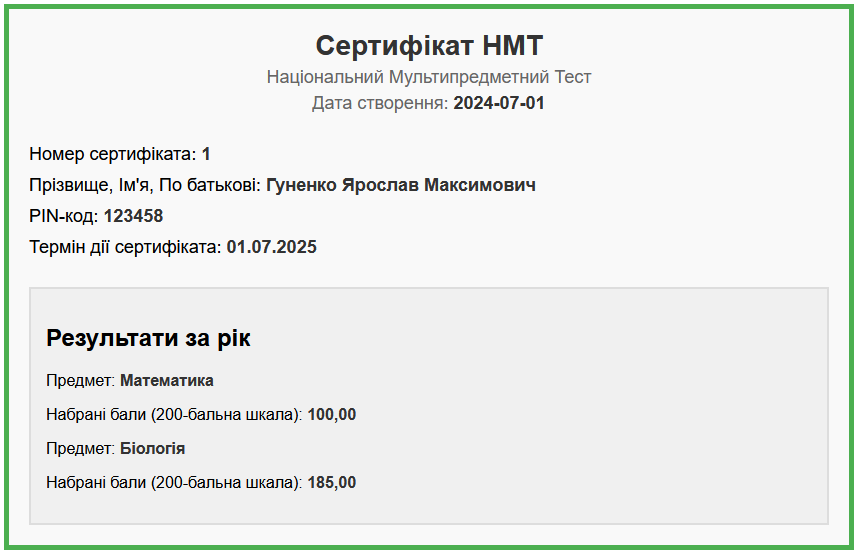 Сертифікат НМТ
Національний Мультипредметний Тест
Дата створення: 2024-07-01
Номер сертифіката: 1
Прізвище, Ім'я, По батькові: Гуненко Ярослав Максимович
PIN-код: 123458
Термін дії сертифіката: 01.07.2025
Результати за рік
Предмет: Математика
Набрані бали (200-бальна шкала): 100,00
Предмет: Біологія
Набрані бали (200-бальна шкала): 185,00